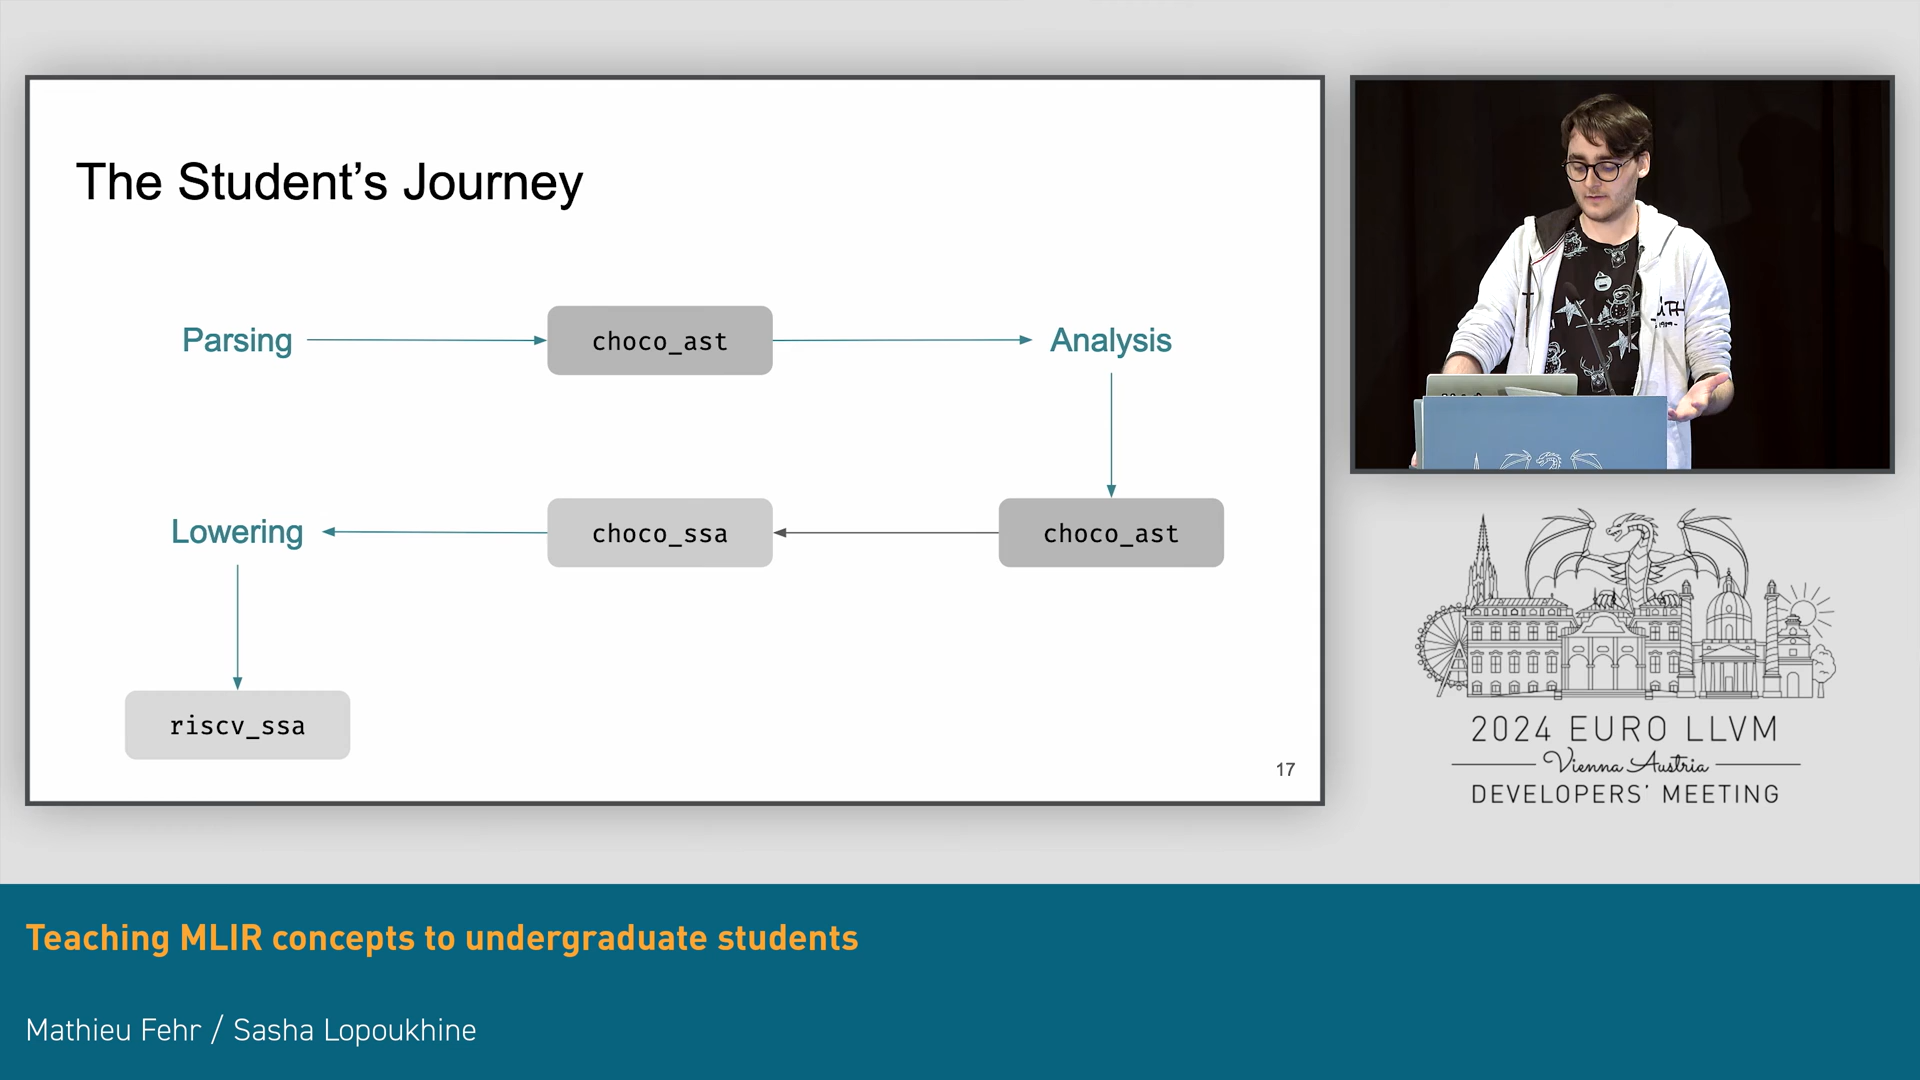 The Student’s Journey
Parsing
choco_ast
Analysis
Lowering
choco_ssa
choco_ast
riscv_ssa
17
2024 EURO LLVM
Vienna Austria
DEVELOPERS’ MEETING
Teaching MLIR concepts to undergraduate students
Mathieu Fehr / Sasha Lopoukhine